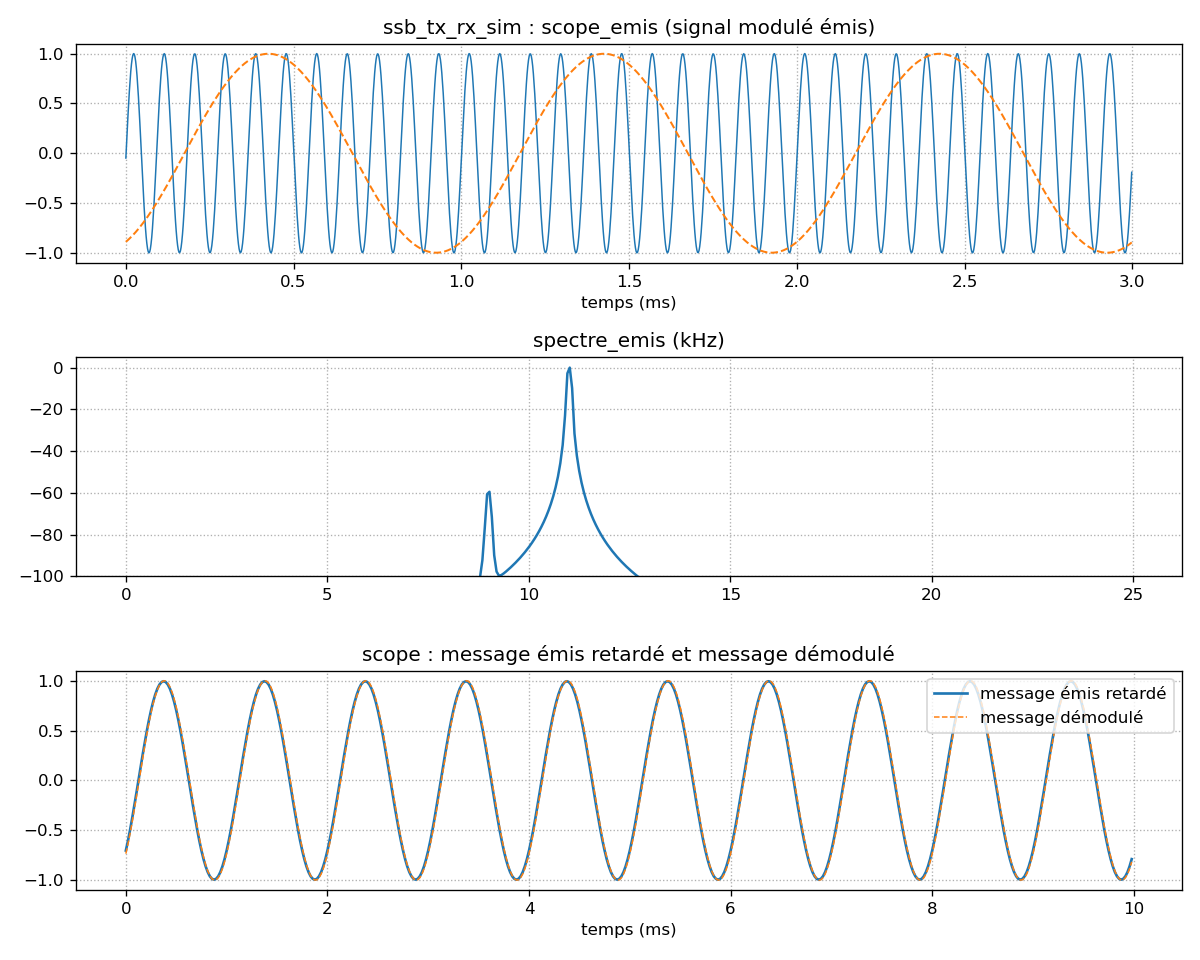 ssb_tx_rx_sim : scope_emis (signal modulé émis)
1.0
0.5
0.0
−0.5
−1.0
0.0 0.5 1.0 1.5 2.0 2.5 3.0
temps (ms)
spectre_emis (kHz)
0
−20
−40
−60
−80
−100
0 5 10 15 20 25
scope : message émis retardé et message démodulé
1.0
0.5
0.0
−0.5
−1.0
message émis retardé
message démodulé
0 2 4 6 8 10
temps (ms)